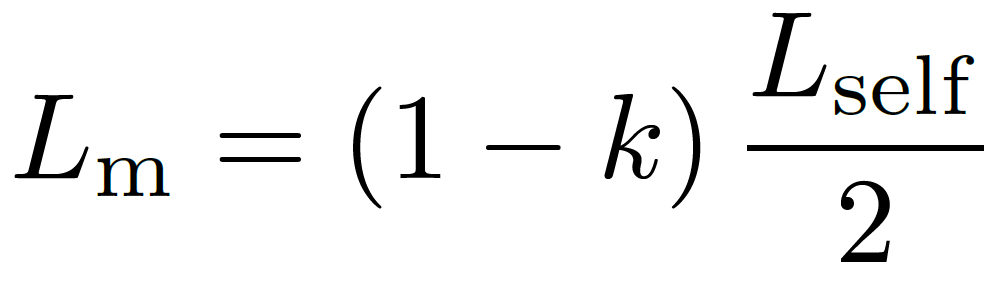 L_m = (1 − k) L_self / 2